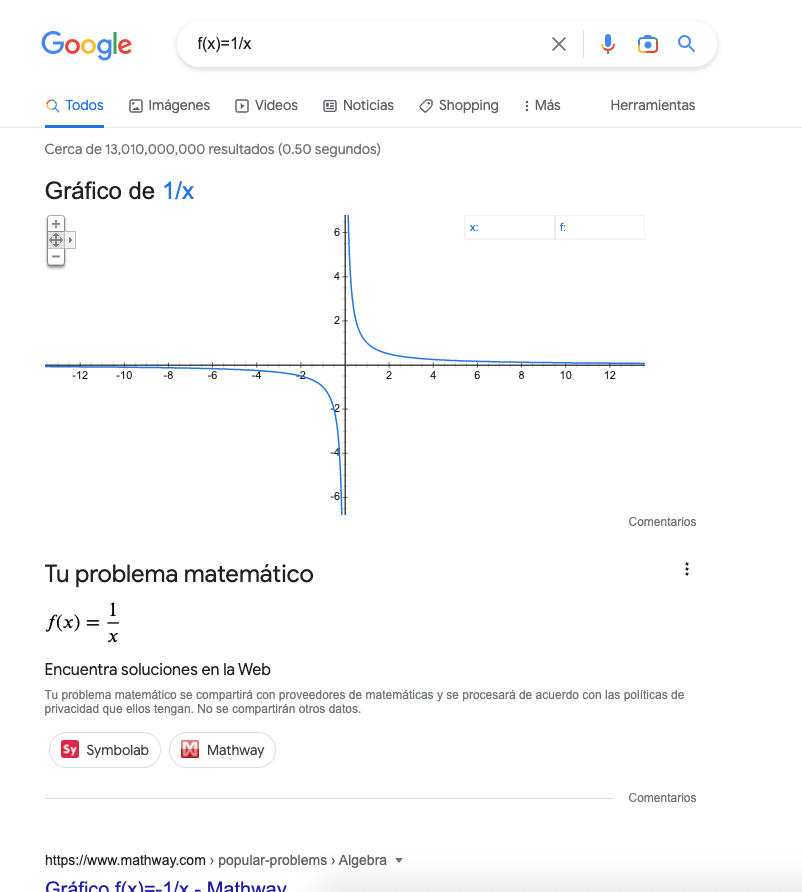 Google
f(x)=1/x
Todos Imágenes Videos Noticias Shopping Más Herramientas
Cerca de 13,010,000,000 resultados (0.50 segundos)
Gráfico de 1/x
x: f:
6
4
2
-12 -10 -8 -6 -4 -2 2 4 6 8 10 12
-2
-4
-6
Comentarios
Tu problema matemático
f(x) = 1/x
Encuentra soluciones en la Web
Tu problema matemático se compartirá con proveedores de matemáticas y se procesará de acuerdo con las políticas de
privacidad que ellos tengan. No se compartirán otros datos.
Sy Symbolab M Mathway
Comentarios
https://www.mathway.com › popular-problems › Algebra
Gráfico f(x)=-1/x - Mathway